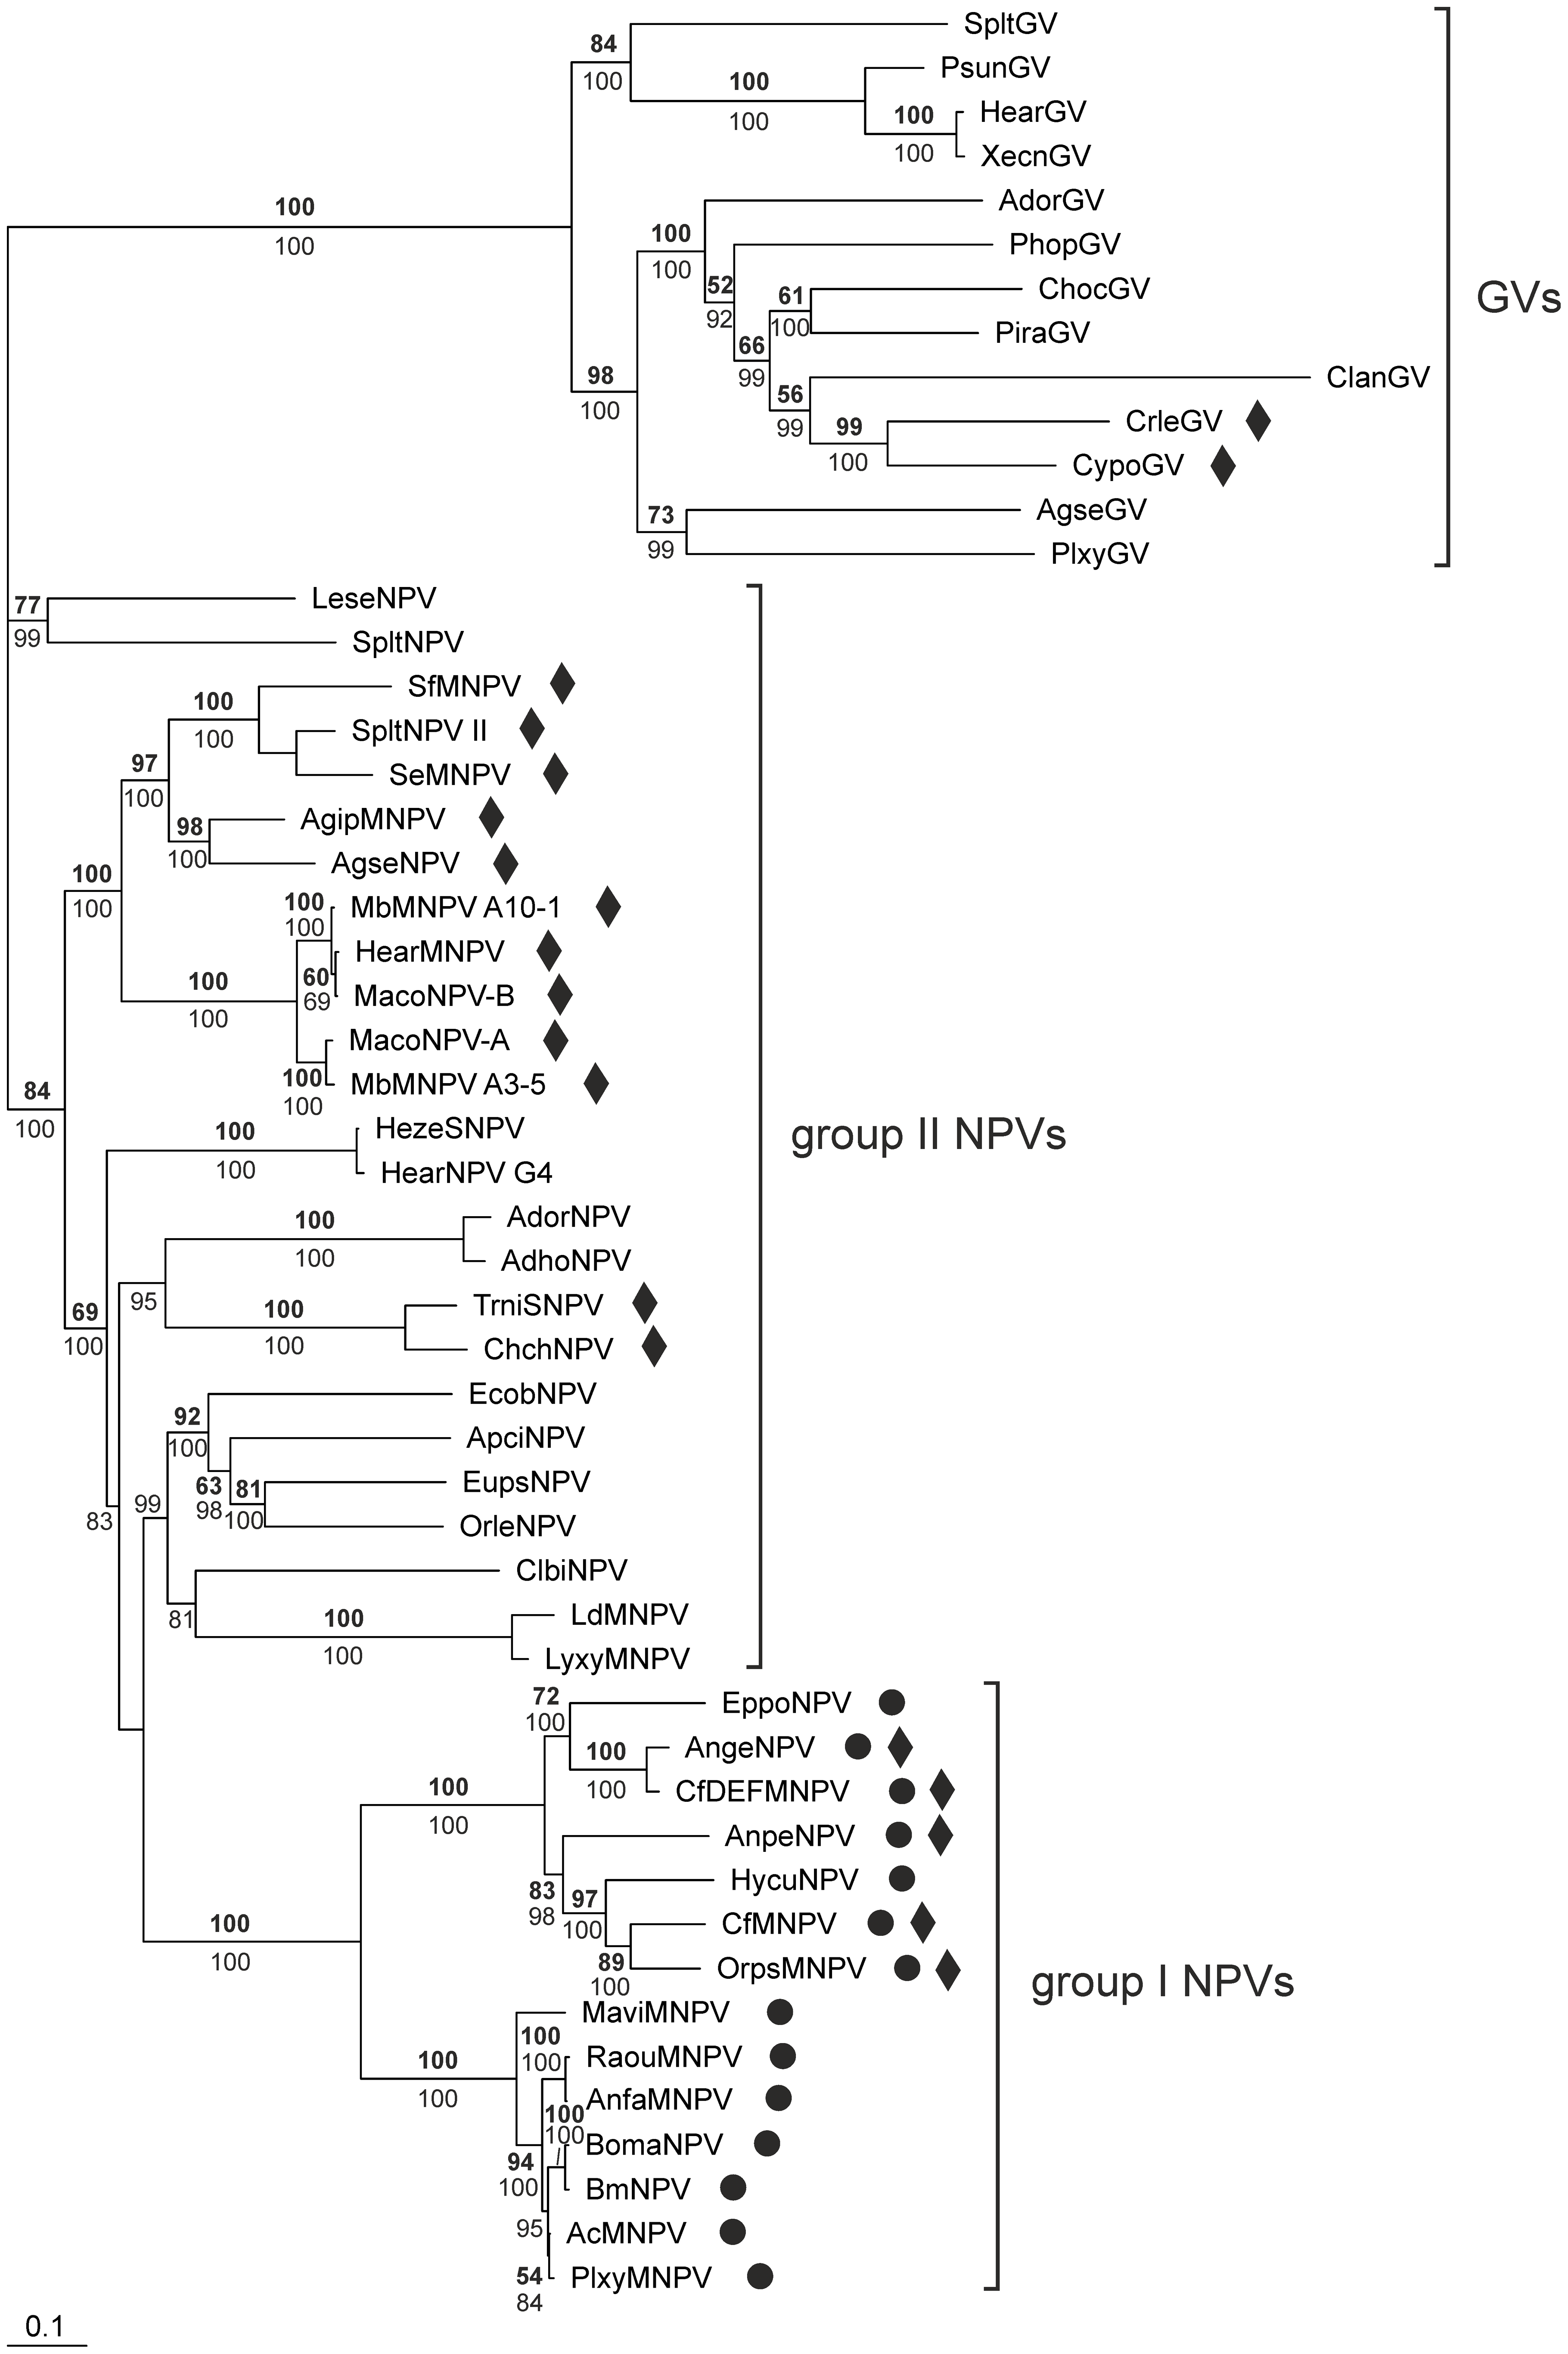 SpltGV
84
100
PsunGV
100
100
HearGV
100
100
XecnGV
AdorGV
100
100
100
100
PhopGV
52
92
ChocGV
61
100
PiraGV
66
99
GVs
ClanGV
98
100
56
99
CrleGV
99
100
CypoGV
AgseGV
73
99
PlxyGV
LeseNPV
77
99
SpltNPV
SfMNPV
100
100
SpltNPV II
SeMNPV
97
100
AgipMNPV
98
100
AgseNPV
100
100
MbMNPV A10-1
100
100
HearMNPV
60
69
100
100
MacoNPV-B
MacoNPV-A
100
100
MbMNPV A3-5
84
100
HezeSNPV
100
100
HearNPV G4
group II NPVs
AdorNPV
100
100
AdhoNPV
95
TrniSNPV
100
100
69
100
ChchNPV
EcobNPV
92
100
ApciNPV
63
98
EupsNPV
81
100
99
83
OrleNPV
ClbiNPV
81
LdMNPV
100
100
LyxyMNPV
EppoNPV
72
100
AngeNPV
100
100
CfDEFMNPV
100
100
AnpeNPV
HycuNPV
83
98
97
100
CfMNPV
100
100
89
100
OrpsMNPV
group I NPVs
MaviMNPV
100
100
RaouMNPV
100
100
AnfaMNPV
100
100
BomaNPV
94
100
BmNPV
95
AcMNPV
54
84
PlxyMNPV
0.1